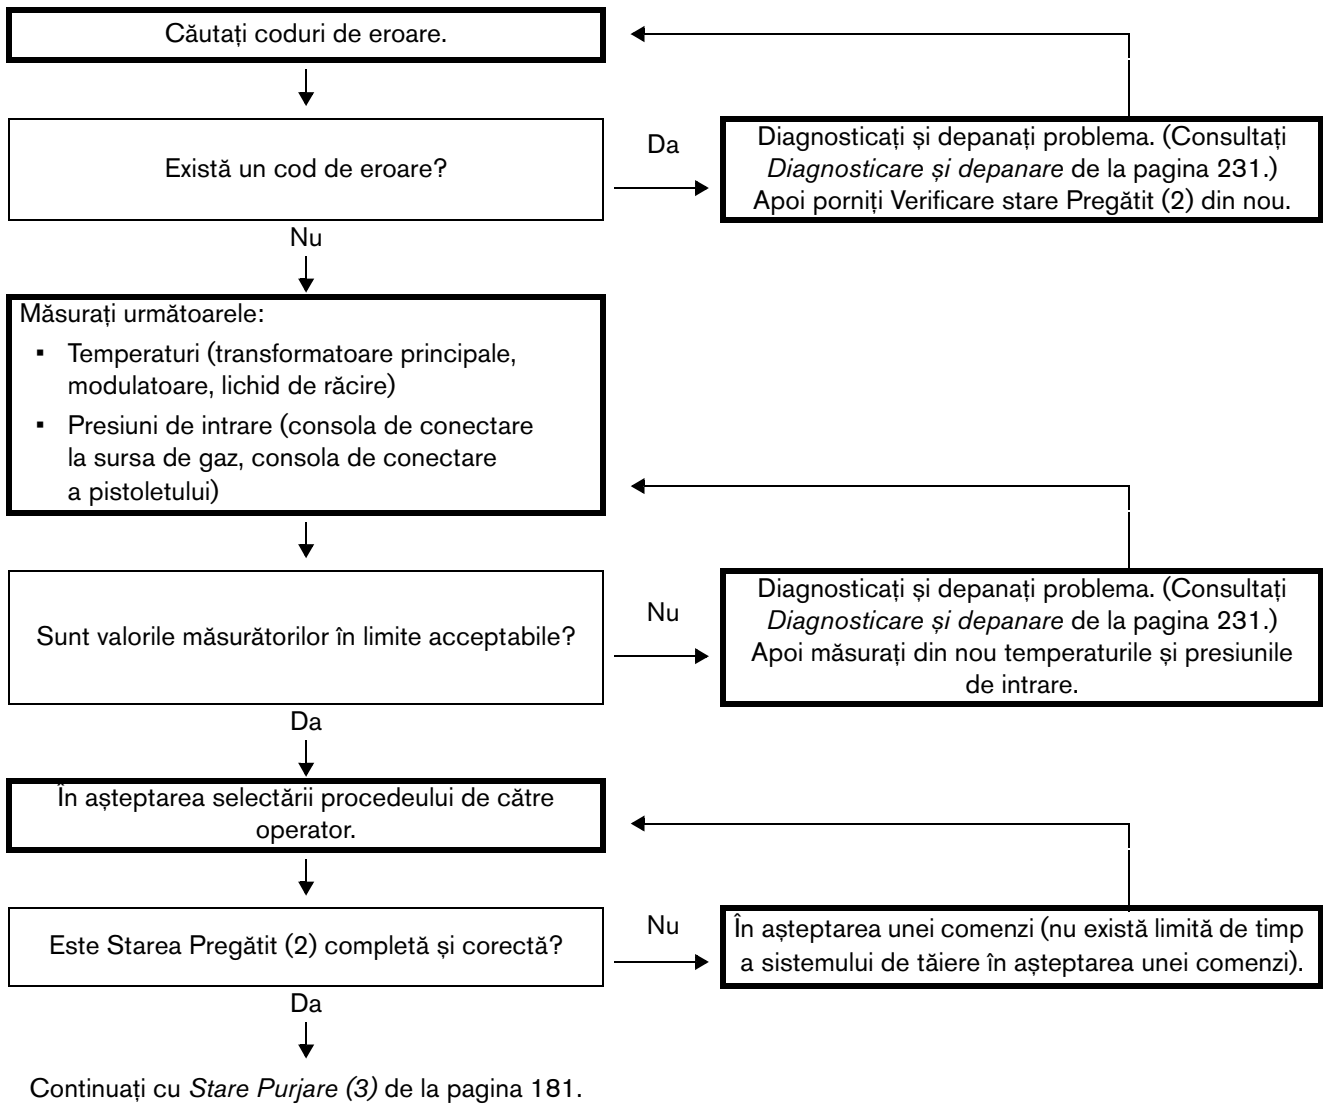 Căutați coduri de eroare.
Există un cod de eroare?
Da
Diagnosticați și depanați problema. (Consultați
Diagnosticare și depanare de la pagina 231.)
Apoi porniți Verificare stare Pregătit (2) din nou.
Nu
Măsurați următoarele:
▪ Temperaturi (transformatoare principale,
modulatoare, lichid de răcire)
▪ Presiuni de intrare (consola de conectare
la sursa de gaz, consola de conectare
a pistoletului)
Sunt valorile măsurătorilor în limite acceptabile?
Nu
Diagnosticați și depanați problema. (Consultați
Diagnosticare și depanare de la pagina 231.)
Apoi măsurați din nou temperaturile și presiunile
de intrare.
Da
În așteptarea selectării procedeului de către
operator.
Este Starea Pregătit (2) completă și corectă?
Nu
În așteptarea unei comenzi (nu există limită de timp
a sistemului de tăiere în așteptarea unei comenzi).
Da
Continuați cu Stare Purjare (3) de la pagina 181.